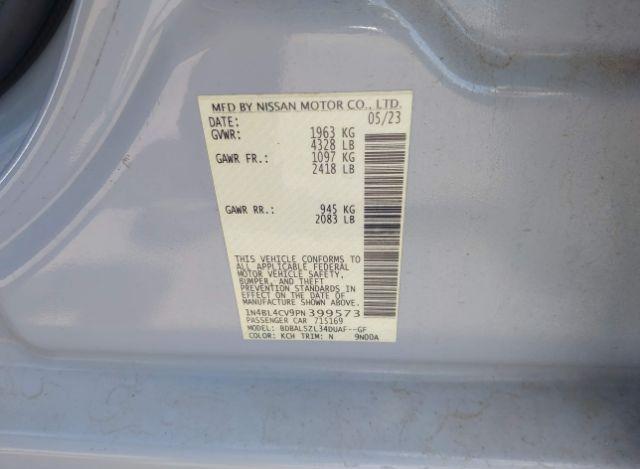 MFD BY NISSAN MOTOR CO., LTD.
DATE: 05/23
GVWR: 1963 KG
4328 LB
GAWR FR.: 1097 KG
2418 LB
GAWR RR.: 945 KG
2083 LB
THIS VEHICLE CONFORMS TO
ALL APPLICABLE FEDERAL
MOTOR VEHICLE SAFETY,
BUMPER, AND THEFT
PREVENTION STANDARDS IN
EFFECT ON THE DATE OF
MANUFACTURE SHOWN ABOVE.
1N4BL4CV9PN399573
PASSENGER CAR 715169
MODEL: BDBALSZL34DUAF--GF
COLOR: KCH TRIM: N 9N00A